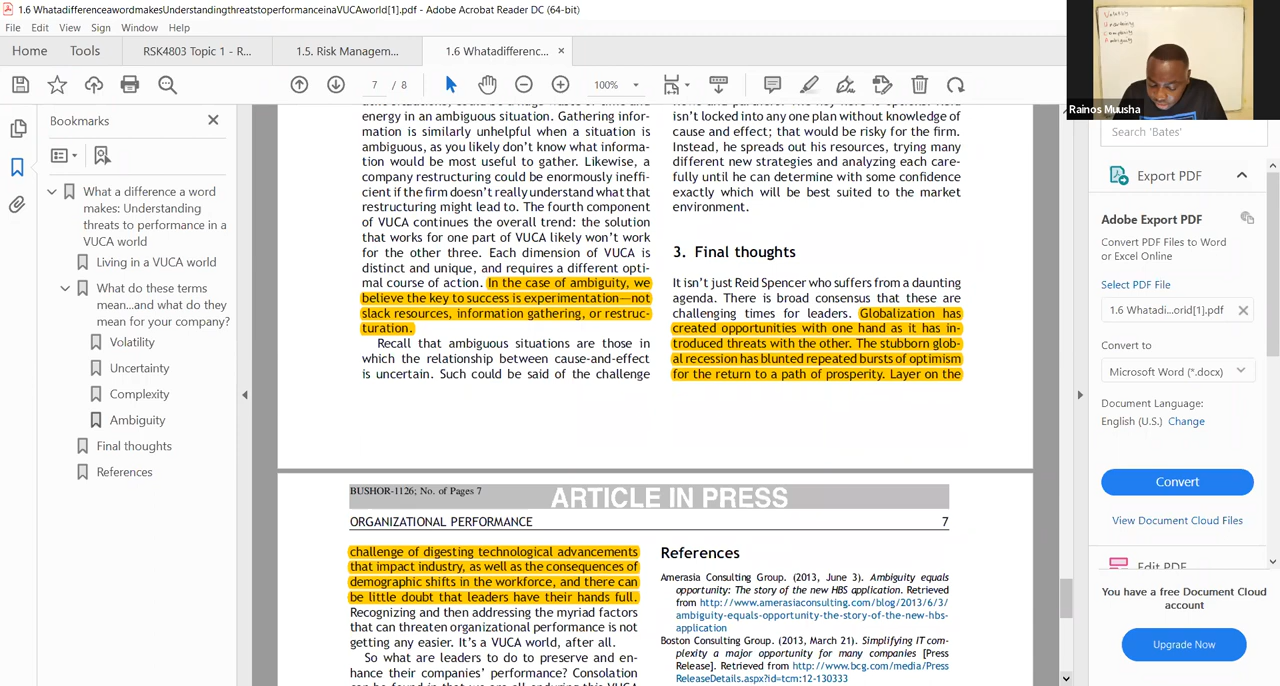 1.6 WhatadifferenceawordmakesUnderstandingthreatstoperformanceinaVUCAworld[1].pdf - Adobe Acrobat Reader DC (64-bit)
File Edit View Sign Window Help
Home Tools RSK4803 Topic 1 - R... 1.5. Risk Managem... 1.6 Whatadifferenc... ×
7 / 8 100%
Volatility
Uncertainty
Complexity
Ambiguity
Rainos Muusha
Bookmarks
What a difference a word
makes: Understanding
threats to performance in a
VUCA world
Living in a VUCA world
What do these terms
mean...and what do they
mean for your company?
Volatility
Uncertainty
Complexity
Ambiguity
Final thoughts
References
energy in an ambiguous situation. Gathering infor-
mation is similarly unhelpful when a situation is
ambiguous, as you likely don't know what informa-
tion would be most useful to gather. Likewise, a
company restructuring could be enormously ineffi-
cient if the firm doesn't really understand what that
restructuring might lead to. The fourth component
of VUCA continues the overall trend: the solution
that works for one part of VUCA likely won't work
for the other three. Each dimension of VUCA is
distinct and unique, and requires a different opti-
mal course of action. In the case of ambiguity, we
believe the key to success is experimentation—not
slack resources, information gathering, or restruc-
turation.
Recall that ambiguous situations are those in
which the relationship between cause-and-effect
is uncertain. Such could be said of the challenge
isn't locked into any one plan without knowledge of
cause and effect; that would be risky for the firm.
Instead, he spreads out his resources, trying many
different new strategies and analyzing each care-
fully until he can determine with some confidence
exactly which will be best suited to the market
environment.
3. Final thoughts
It isn't just Reid Spencer who suffers from a daunting
agenda. There is broad consensus that these are
challenging times for leaders. Globalization has
created opportunities with one hand as it has in-
troduced threats with the other. The stubborn glob-
al recession has blunted repeated bursts of optimism
for the return to a path of prosperity. Layer on the
BUSHOR-1126; No. of Pages 7
ARTICLE IN PRESS
ORGANIZATIONAL PERFORMANCE 7
challenge of digesting technological advancements
that impact industry, as well as the consequences of
demographic shifts in the workforce, and there can
be little doubt that leaders have their hands full.
Recognizing and then addressing the myriad factors
that can threaten organizational performance is not
getting any easier. It's a VUCA world, after all.
So what are leaders to do to preserve and en-
hance their companies' performance? Consolation
can be found in that we are all enduring this VUCA
References
Amerasia Consulting Group. (2013, June 3). Ambiguity equals
opportunity: The story of the new HBS application. Retrieved
from http://www.amerasiaconsulting.com/blog/2013/6/3/
ambiguity-equals-opportunity-the-story-of-the-new-hbs-
application
Boston Consulting Group. (2013, March 21). Simplifying IT com-
plexity a major opportunity for many companies [Press
Release]. Retrieved from http://www.bcg.com/media/Press
ReleaseDetails.aspx?id=tcm:12-130333
Search 'Bates'
Export PDF
Adobe Export PDF
Convert PDF Files to Word
or Excel Online
Select PDF File
1.6 Whatadi...orld[1].pdf
Convert to
Microsoft Word (*.docx)
Document Language:
English (U.S.) Change
Convert
View Document Cloud Files
Edit PDF
You have a free Document Cloud
account
Upgrade Now